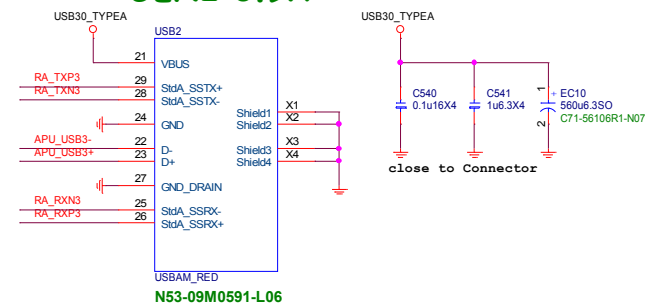 USB30_TYPEA
USB2
21
VBUS
RA_TXP3
29
StdA_SSTX+
RA_TXN3
28
StdA_SSTX-
24
GND
Shield1
X1
Shield2
X2
APU_USB3-
22
D-
Shield3
X3
APU_USB3+
23
D+
Shield4
X4
27
GND_DRAIN
RA_RXN3
25
StdA_SSRX-
RA_RXP3
26
StdA_SSRX+
USBAM_RED
N53-09M0591-L06
USB30_TYPEA
C540
0.1u16X4
C541
1u6.3X4
1
+
EC10
560u6.3SO
2
C71-56106R1-N07
close to Connector